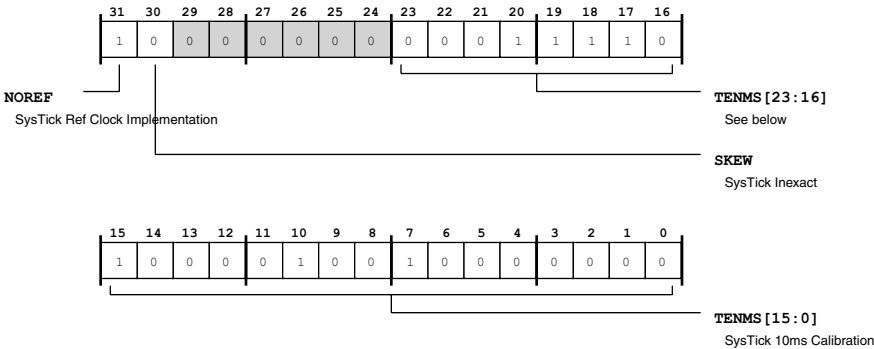 31 30 29 28 27 26 25 24 23 22 21 20 19 18 17 16
1 0 0 0 0 0 0 0 0 0 0 1 1 1 1 0
NOREF
SysTick Ref Clock Implementation
TENMS[23:16]
See below
SKEW
SysTick Inexact
15 14 13 12 11 10 9 8 7 6 5 4 3 2 1 0
1 0 0 0 0 1 0 0 1 0 0 0 0 0 0 0
TENMS[15:0]
SysTick 10ms Calibration